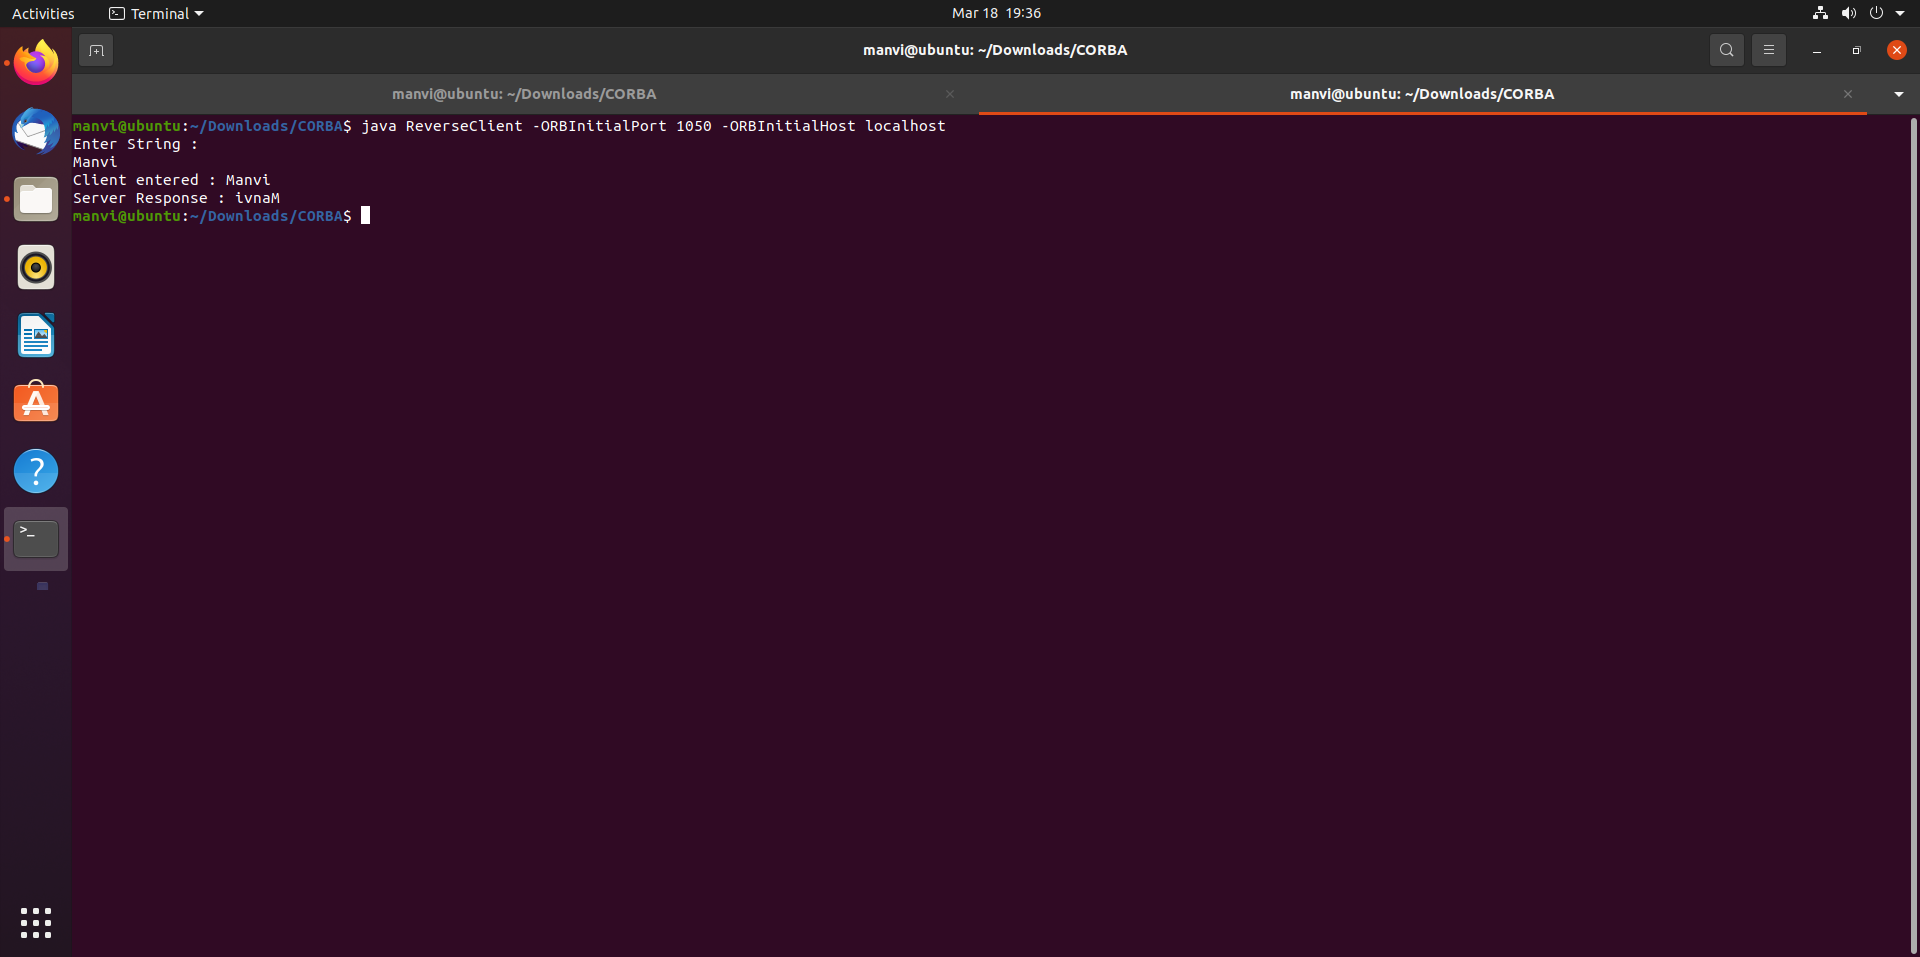 Activities
Terminal
Mar 18 19:36
manvi@ubuntu: ~/Downloads/CORBA
manvi@ubuntu: ~/Downloads/CORBA
manvi@ubuntu: ~/Downloads/CORBA
manvi@ubuntu:~/Downloads/CORBA$ java ReverseClient -ORBInitialPort 1050 -ORBInitialHost localhost
Enter String :
Manvi
Client entered : Manvi
Server Response : ivnaM
manvi@ubuntu:~/Downloads/CORBA$